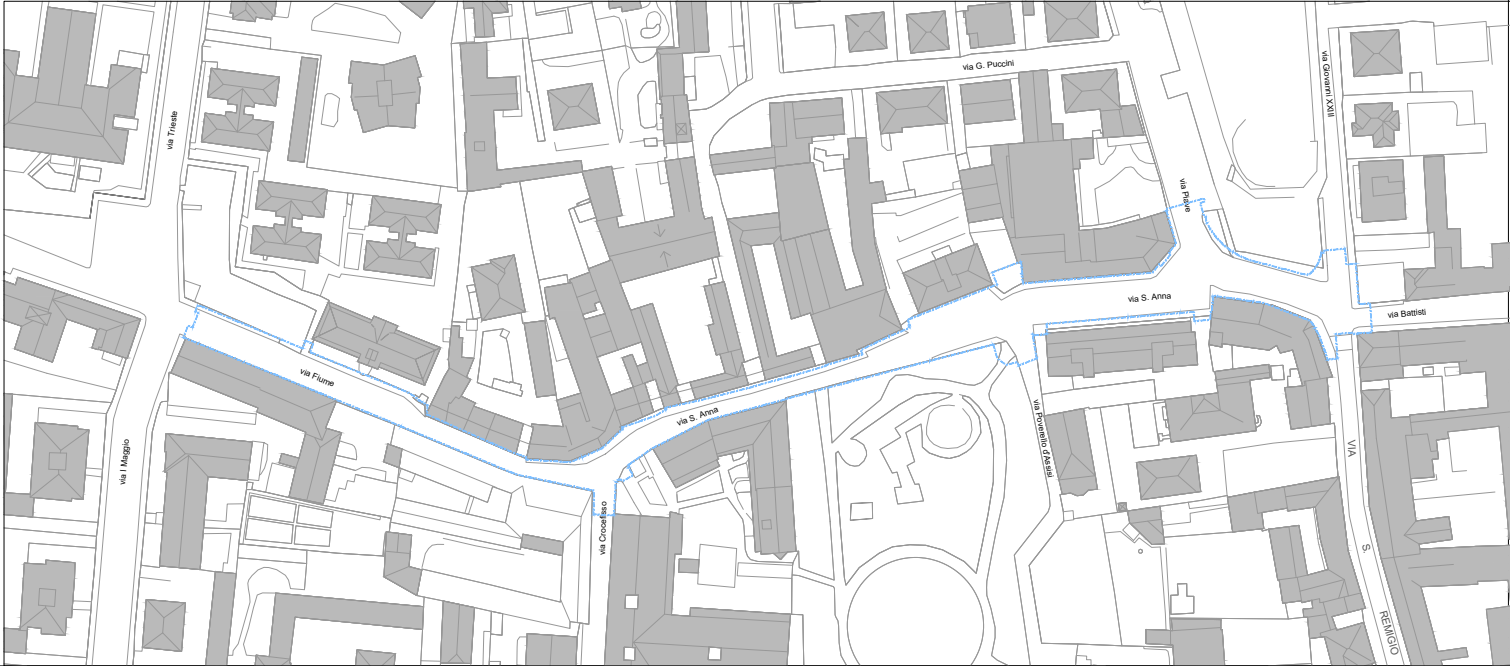 via G. Puccini
via Giovanni XXIII
via Trieste
via Piave
via S. Anna
via Battisti
via Fiume
via S. Anna
via Poverello d'Assisi
via I Maggio
via Crocefisso
VIA
S.
REMIGIO